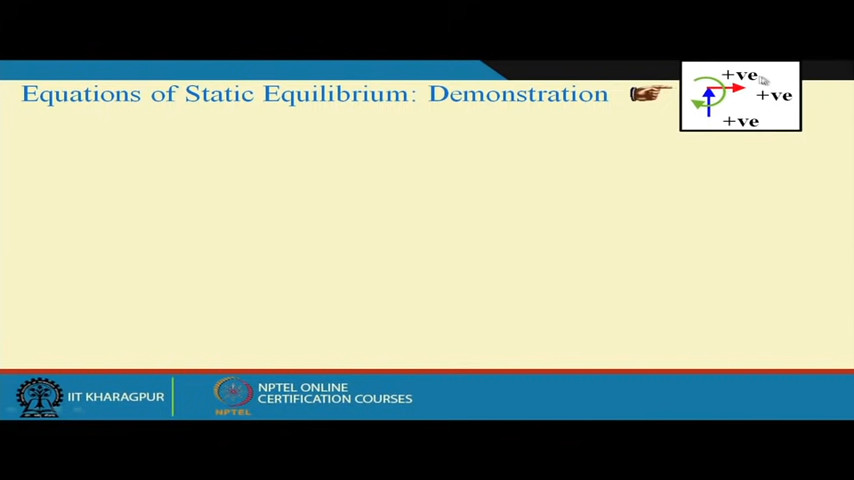 Equations of Static Equilibrium: Demonstration
+ve
+ve
+ve
IIT KHARAGPUR
NPTEL
NPTEL ONLINE
CERTIFICATION COURSES